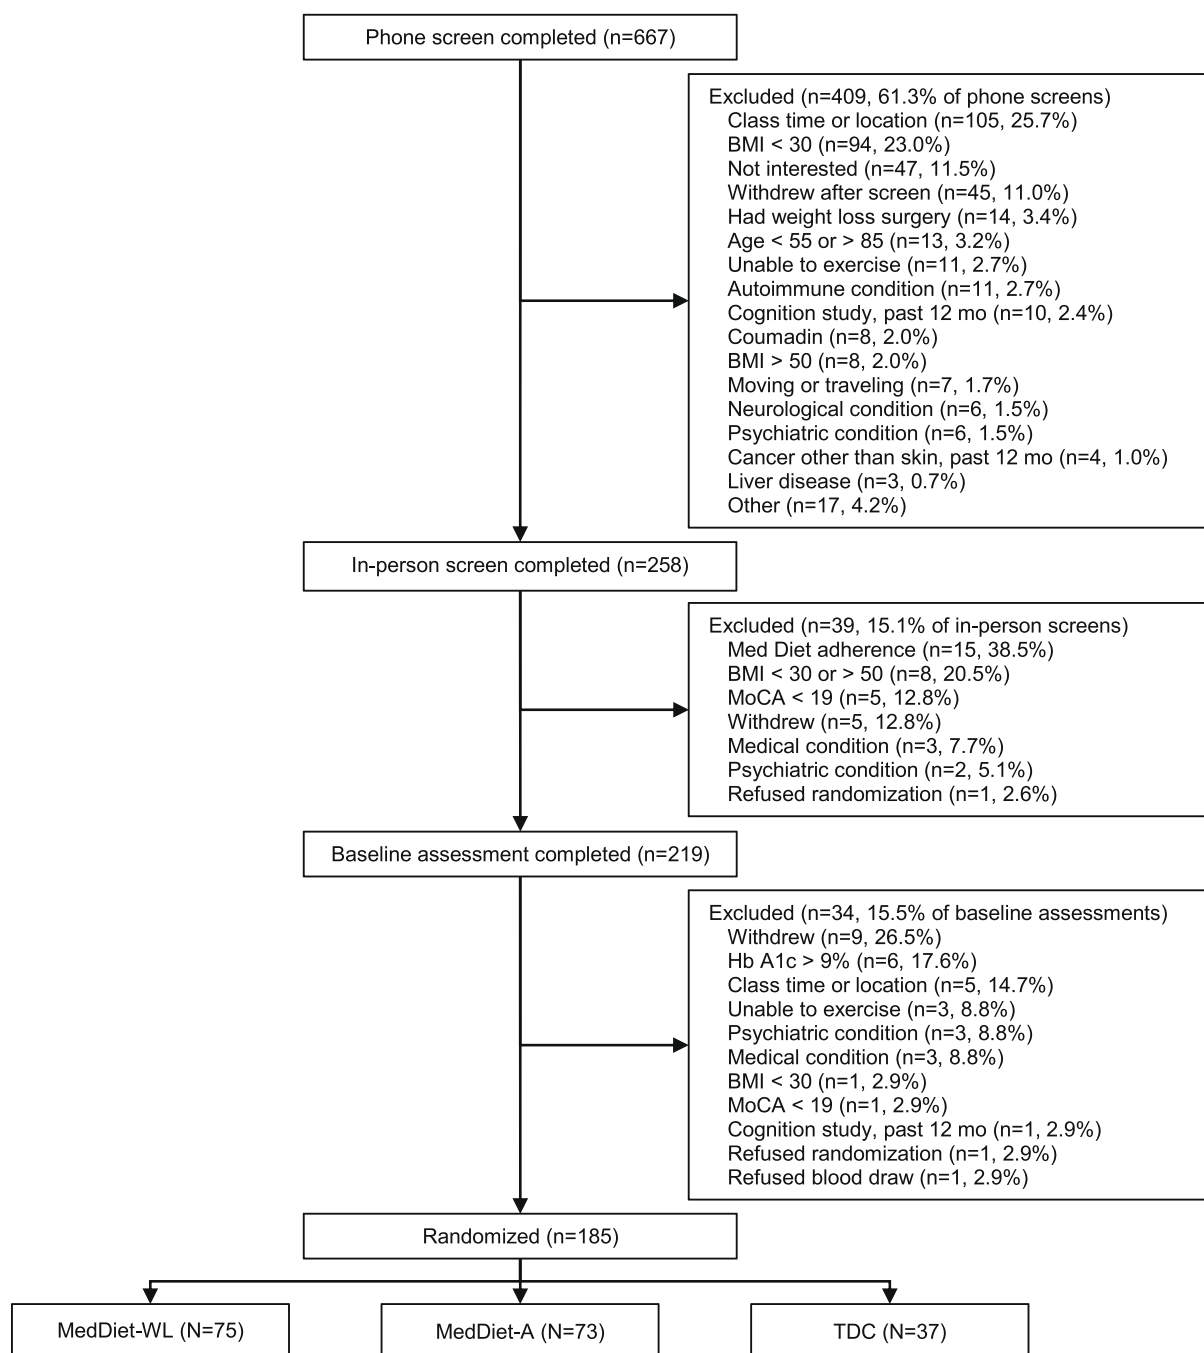 Phone screen completed (n=667)
Excluded (n=409, 61.3% of phone screens)
Class time or location (n=105, 25.7%)
BMI < 30 (n=94, 23.0%)
Not interested (n=47, 11.5%)
Withdrew after screen (n=45, 11.0%)
Had weight loss surgery (n=14, 3.4%)
Age < 55 or > 85 (n=13, 3.2%)
Unable to exercise (n=11, 2.7%)
Autoimmune condition (n=11, 2.7%)
Cognition study, past 12 mo (n=10, 2.4%)
Coumadin (n=8, 2.0%)
BMI > 50 (n=8, 2.0%)
Moving or traveling (n=7, 1.7%)
Neurological condition (n=6, 1.5%)
Psychiatric condition (n=6, 1.5%)
Cancer other than skin, past 12 mo (n=4, 1.0%)
Liver disease (n=3, 0.7%)
Other (n=17, 4.2%)
In-person screen completed (n=258)
Excluded (n=39, 15.1% of in-person screens)
Med Diet adherence (n=15, 38.5%)
BMI < 30 or > 50 (n=8, 20.5%)
MoCA < 19 (n=5, 12.8%)
Withdrew (n=5, 12.8%)
Medical condition (n=3, 7.7%)
Psychiatric condition (n=2, 5.1%)
Refused randomization (n=1, 2.6%)
Baseline assessment completed (n=219)
Excluded (n=34, 15.5% of baseline assessments)
Withdrew (n=9, 26.5%)
Hb A1c > 9% (n=6, 17.6%)
Class time or location (n=5, 14.7%)
Unable to exercise (n=3, 8.8%)
Psychiatric condition (n=3, 8.8%)
Medical condition (n=3, 8.8%)
BMI < 30 (n=1, 2.9%)
MoCA < 19 (n=1, 2.9%)
Cognition study, past 12 mo (n=1, 2.9%)
Refused randomization (n=1, 2.9%)
Refused blood draw (n=1, 2.9%)
Randomized (n=185)
MedDiet-WL (N=75)
MedDiet-A (N=73)
TDC (N=37)